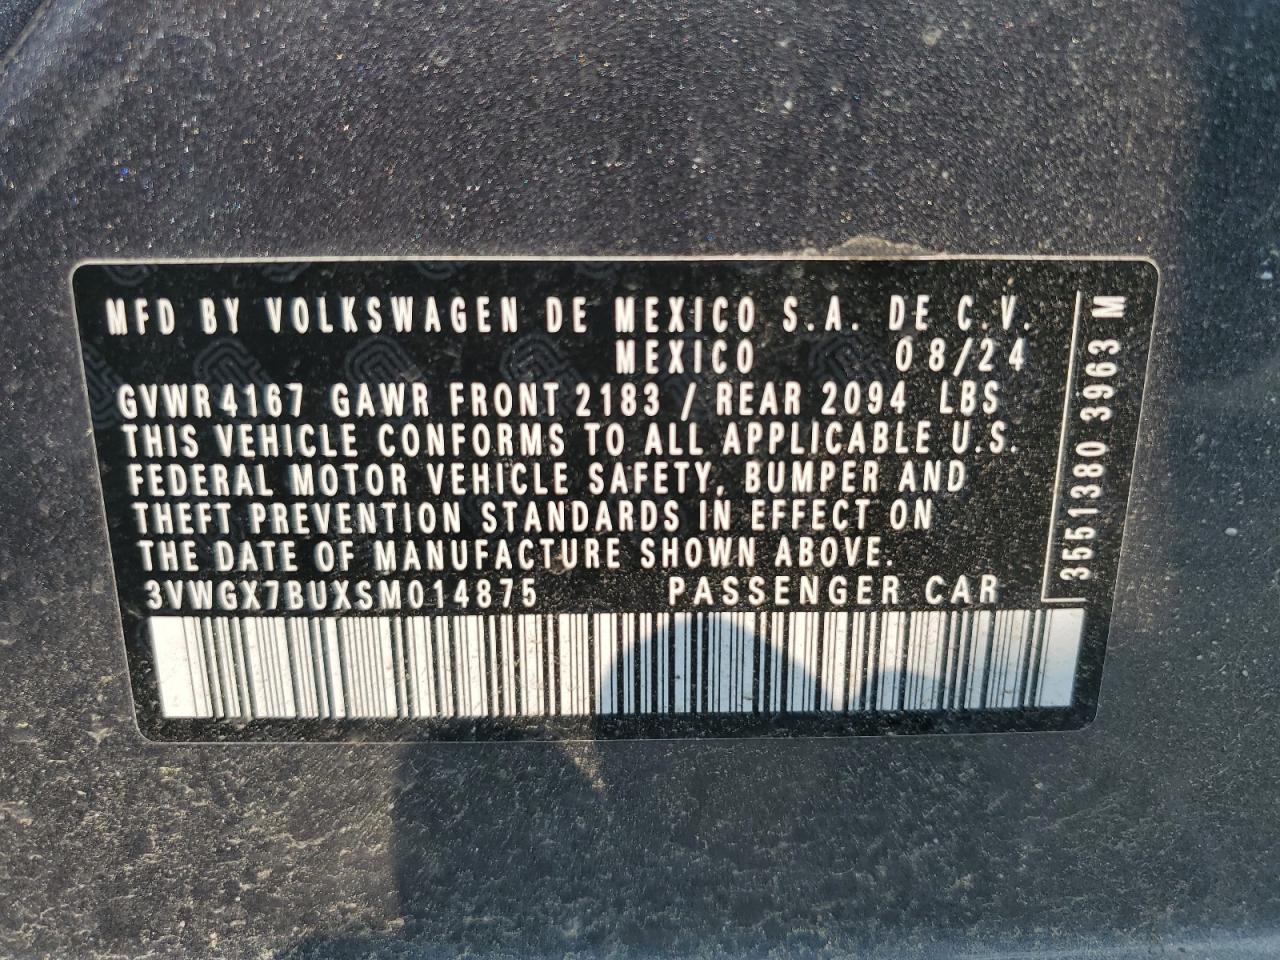 MFD BY VOLKSWAGEN DE MEXICO S.A. DE C.V.
MEXICO 08/24
GVWR 4167 GAWR FRONT 2183 / REAR 2094 LBS
THIS VEHICLE CONFORMS TO ALL APPLICABLE U.S.
FEDERAL MOTOR VEHICLE SAFETY, BUMPER AND
THEFT PREVENTION STANDARDS IN EFFECT ON
THE DATE OF MANUFACTURE SHOWN ABOVE.
3VWGX7BUXSM014875 PASSENGER CAR
3551380 3963 M